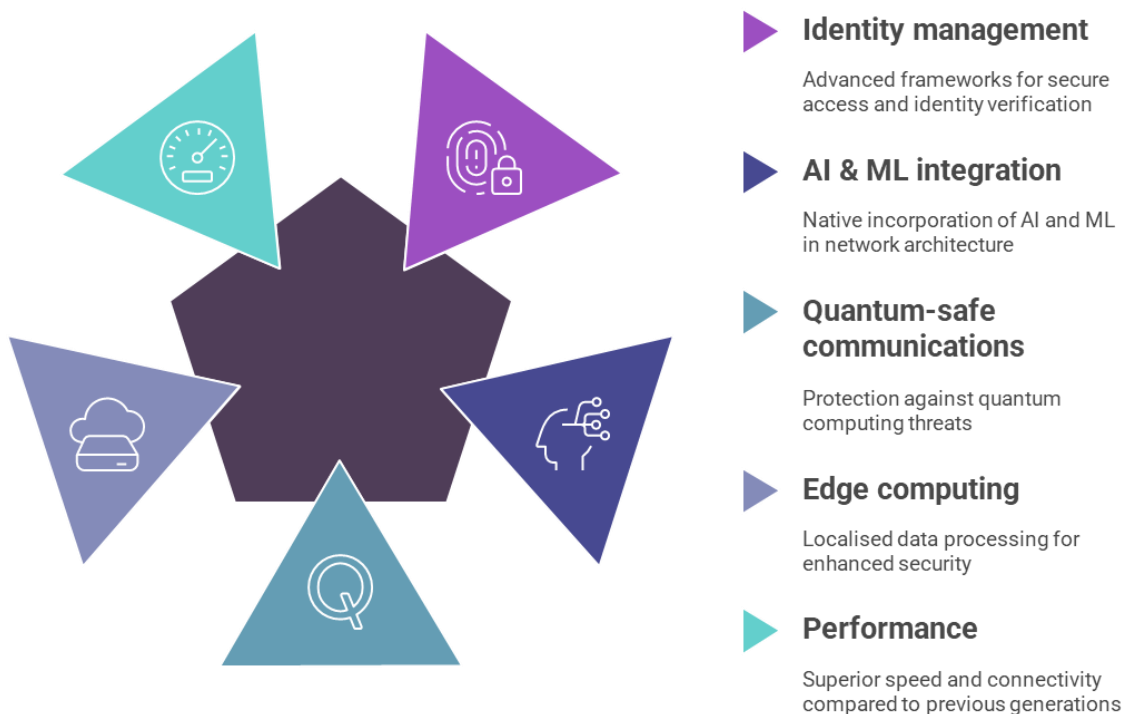 Identity management
Advanced frameworks for secure
access and identity verification
AI & ML integration
Native incorporation of AI and ML
in network architecture
Quantum-safe
communications
Protection against quantum
computing threats
Edge computing
Localised data processing for
enhanced security
Performance
Superior speed and connectivity
compared to previous generations